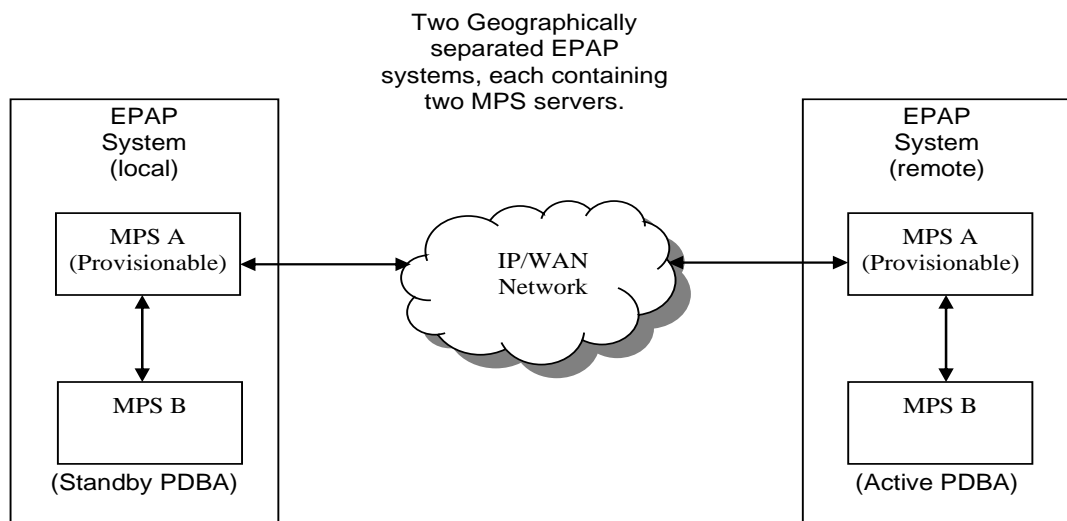 Two Geographically
separated EPAP
systems, each containing
two MPS servers.
EPAP
System
(local)
MPS A
(Provisionable)
MPS B
(Standby PDBA)
IP/WAN
Network
EPAP
System
(remote)
MPS A
(Provisionable)
MPS B
(Active PDBA)